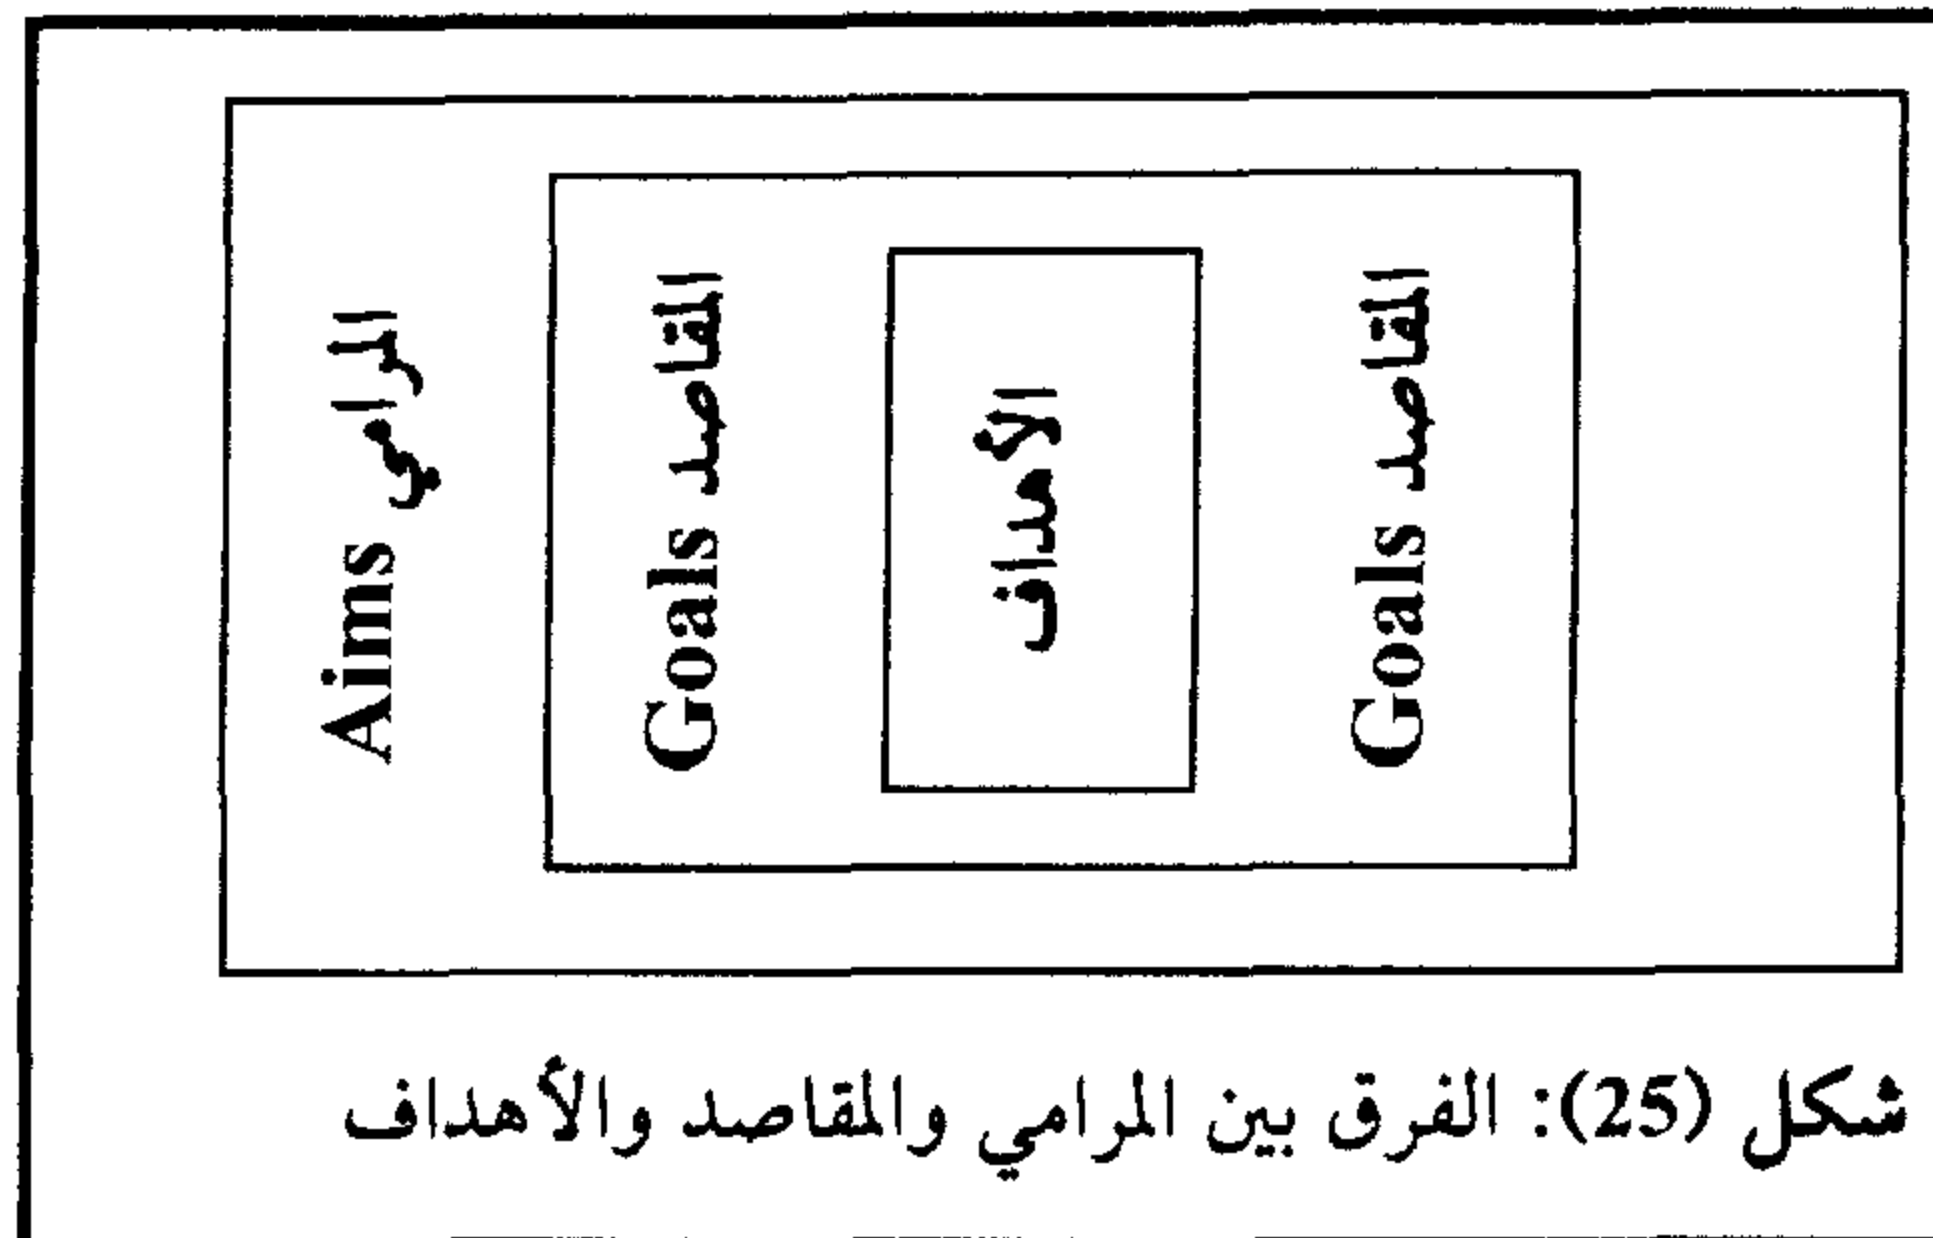 المرامي Aims
المقاصد Goals
الأهداف
المقاصد Goals
شكل (25): الفرق بين المرامي والمقاصد والأهداف